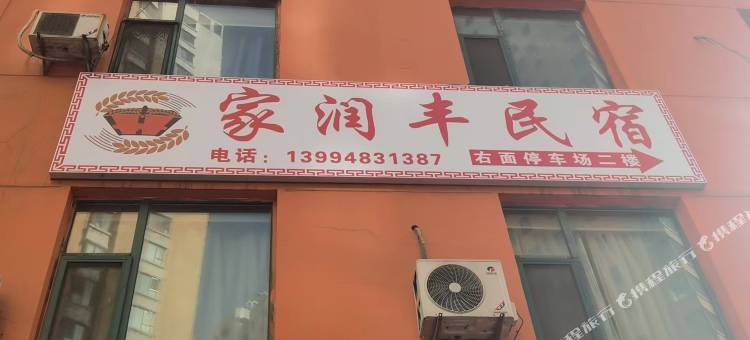 家润丰民宿
电话：13994831387
右面停车场二楼
携程旅行
携程旅行